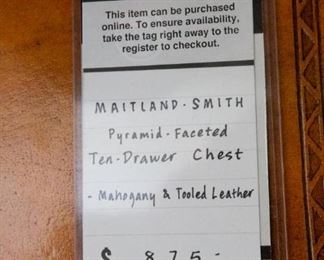 This item can be purchased
online. To ensure availability,
take the tag right away to the
register to checkout.
MAITLAND-SMITH
Pyramid-Faceted
Ten-Drawer Chest
- Mahogany & Tooled Leather
$ 875-